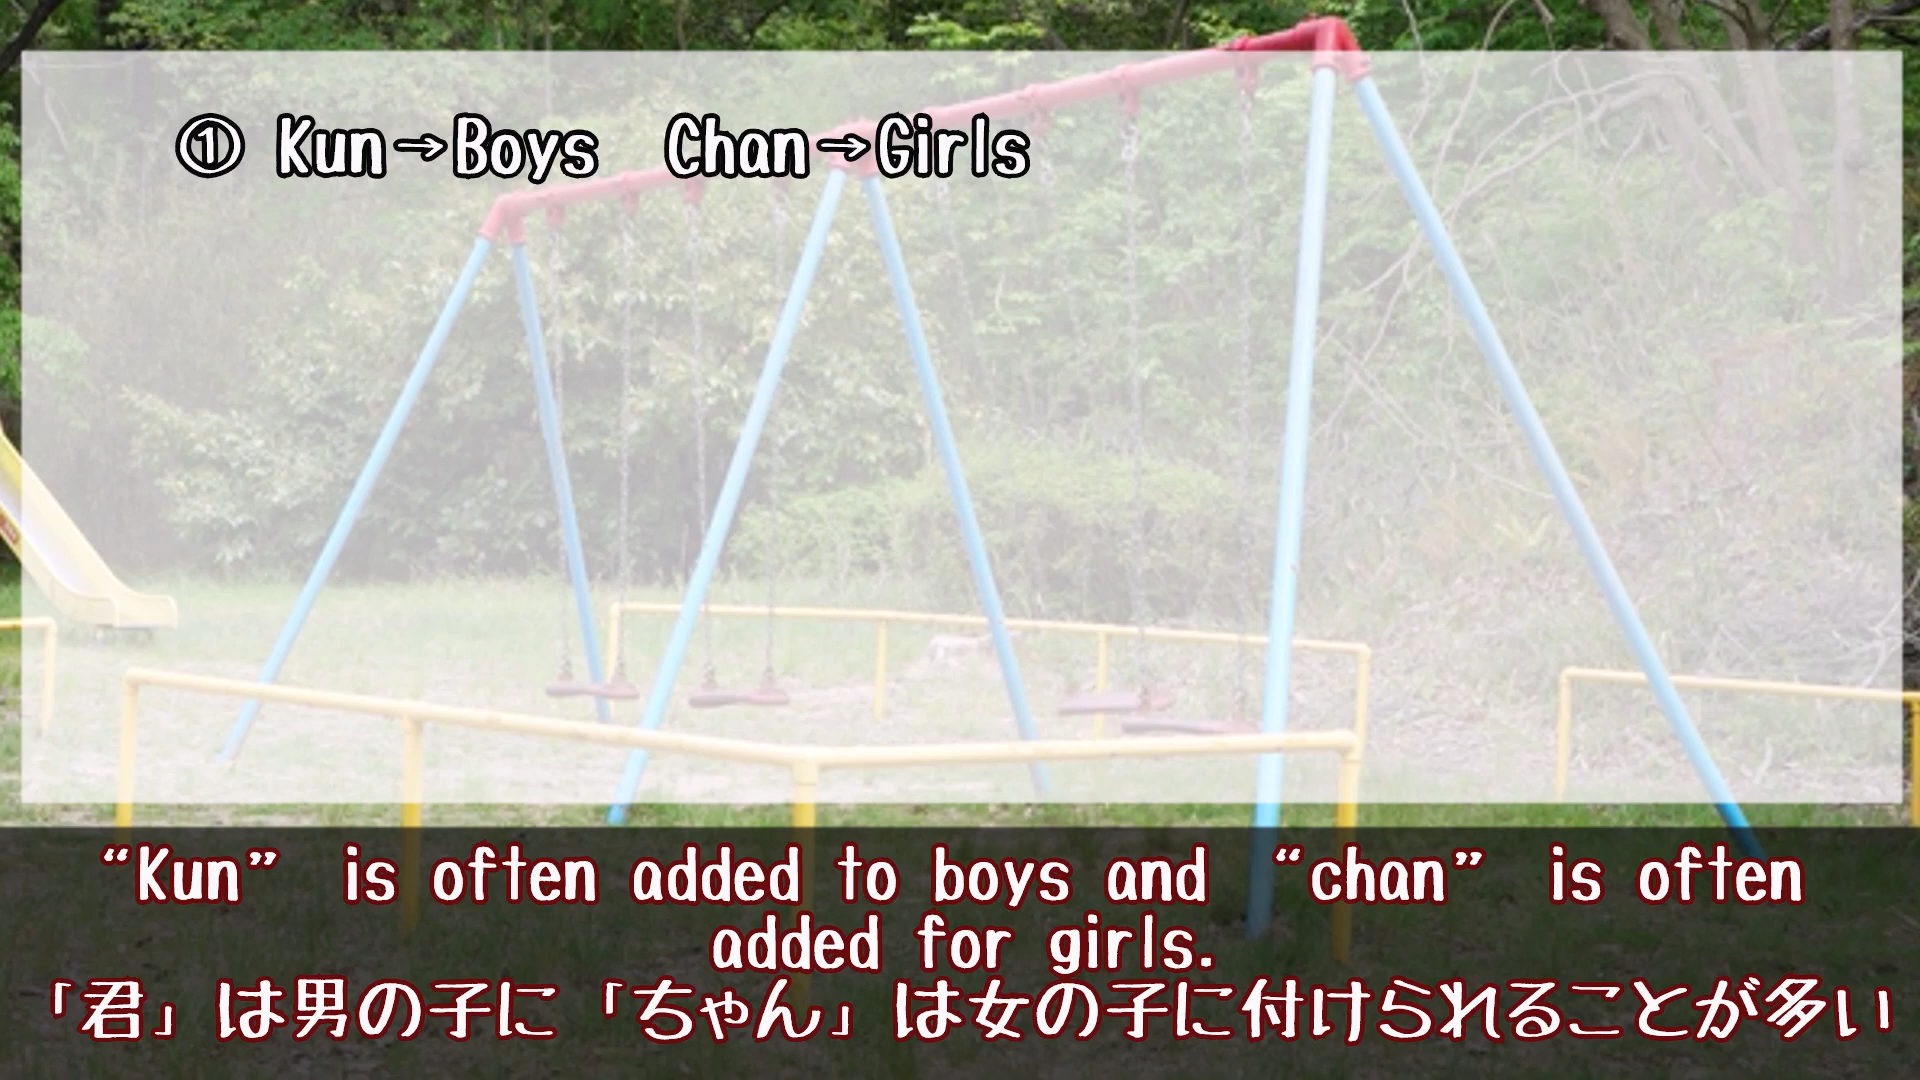 ① Kun→Boys　Chan→Girls
“Kun” is often added to boys and “chan” is often
added for girls.
「君」は男の子に「ちゃん」は女の子に付けられることが多い